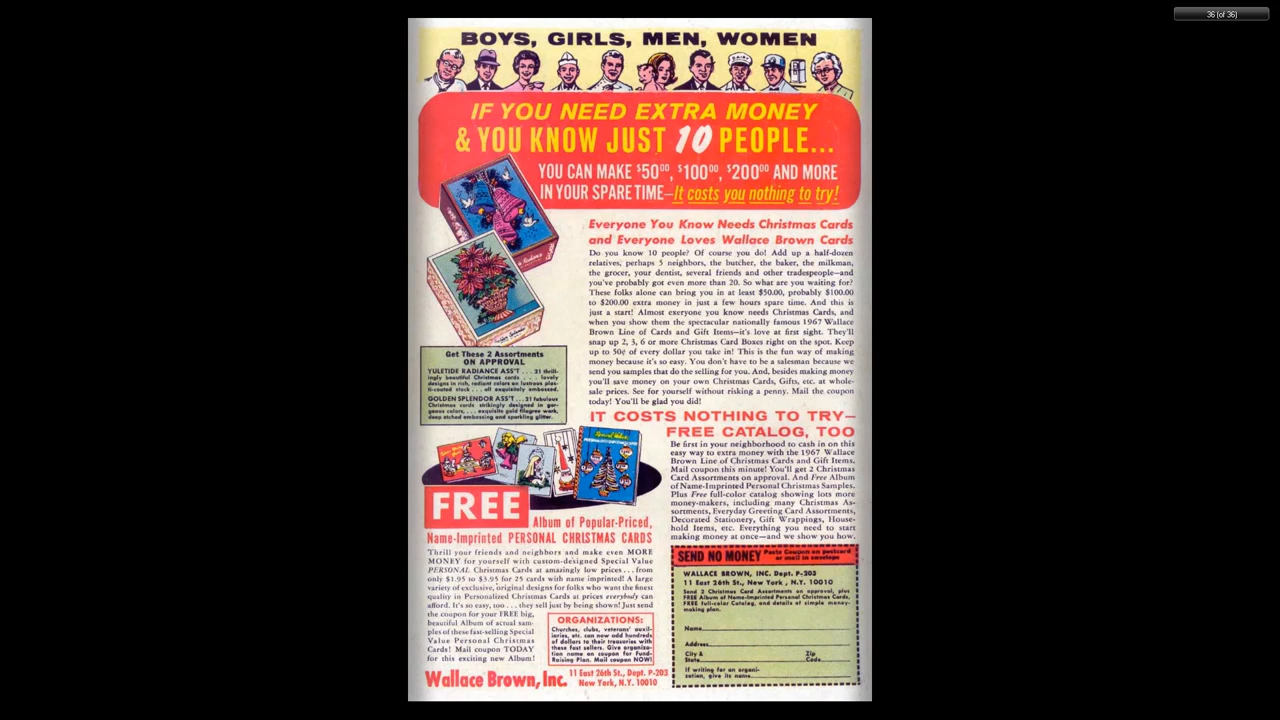 36 (of 36)
BOYS, GIRLS, MEN, WOMEN
IF YOU NEED EXTRA MONEY
& YOU KNOW JUST 10 PEOPLE...
YOU CAN MAKE $50⁰⁰, $100⁰⁰, $200⁰⁰ AND MORE
IN YOUR SPARE TIME—It costs you nothing to try!
Everyone You Know Needs Christmas Cards
and Everyone Loves Wallace Brown Cards
Do you know 10 people? Of course you do! Add up a half-dozen
relatives, perhaps 5 neighbors, the butcher, the baker, the milkman,
the grocer, your dentist, several friends and other tradespeople—and
you've probably got even more than 20. So what are you waiting for?
These folks alone can bring you in at least $50.00, probably $100.00
to $200.00 extra money in just a few hours spare time. And this is
just a start! Almost everyone you know needs Christmas Cards, and
when you show them the spectacular nationally famous 1967 Wallace
Brown Line of Cards and Gift Items—it's love at first sight. They'll
snap up 2, 3, 6 or more Christmas Card Boxes right on the spot. Keep
up to 50¢ of every dollar you take in! This is the fun way of making
money because it's so easy. You don't have to be a salesman because we
send you samples that do the selling for you. And, besides making money
you'll save money on your own Christmas Cards, Gifts, etc. at whole-
sale prices. See for yourself without risking a penny. Mail the coupon
today! You'll be glad you did!
Get These 2 Assortments
ON APPROVAL
YULETIDE RADIANCE ASS'T . . . 21 thrill-
ingly beautiful Christmas cards . . . lovely
designs in rich, radiant colors on lustrous plas-
ti-coated stock . . . all exquisitely embossed.
GOLDEN SPLENDOR ASS'T . . . 21 fabulous
Christmas cards strikingly designed in gor-
geous colors, . . . exquisite gold filagree work,
deep etched embossing and sparkling glitter.
IT COSTS NOTHING TO TRY—
FREE CATALOG, TOO
Be first in your neighborhood to cash in on this
easy way to extra money with the 1967 Wallace
Brown Line of Christmas Cards and Gift Items.
Mail coupon this minute! You'll get 2 Christmas
Card Assortments on approval. And Free Album
of Name-Imprinted Personal Christmas Samples.
Plus Free full-color catalog showing lots more
money-makers, including many Christmas As-
sortments, Everyday Greeting Card Assortments,
Decorated Stationery, Gift Wrappings, House-
hold Items, etc. Everything you need to start
making money at once—and we show you how.
FREE
Album of Popular-Priced,
Name-Imprinted PERSONAL CHRISTMAS CARDS
Thrill your friends and neighbors and make even MORE
MONEY for yourself with custom-designed Special Value
PERSONAL Christmas Cards at amazingly low prices . . . from
only $1.95 to $3.95 for 25 cards with name imprinted! A large
variety of exclusive, original designs for folks who want the finest
quality in Personalized Christmas Cards at prices everybody can
afford. It's so easy, too . . . they sell just by being shown! Just send
the coupon for your FREE big,
beautiful Album of actual sam-
ples of these fast-selling Special
Value Personal Christmas
Cards! Mail coupon TODAY
for this exciting new Album!
ORGANIZATIONS:
Churches, clubs, veterans' auxil-
iaries, etc. can now add hundreds
of dollars to their treasuries with
these fast sellers. Give organiza-
tion name on coupon for Fund-
Raising Plan. Mail coupon NOW!
Wallace Brown, Inc. 11 East 26th St., Dept. P-203
New York, N.Y. 10010
SEND NO MONEY Paste Coupon on postcard
or mail in envelope
WALLACE BROWN, INC. Dept. P-203
11 East 26th St., New York , N.Y. 10010
Send 2 Christmas Card Assortments on approval, plus
FREE Album of Name-Imprinted Personal Christmas Cards,
FREE full-color Catalog, and details of simple money-
making plan.
Name
Address
City & Zip
State Code
If writing for an organi-
zation, give its name